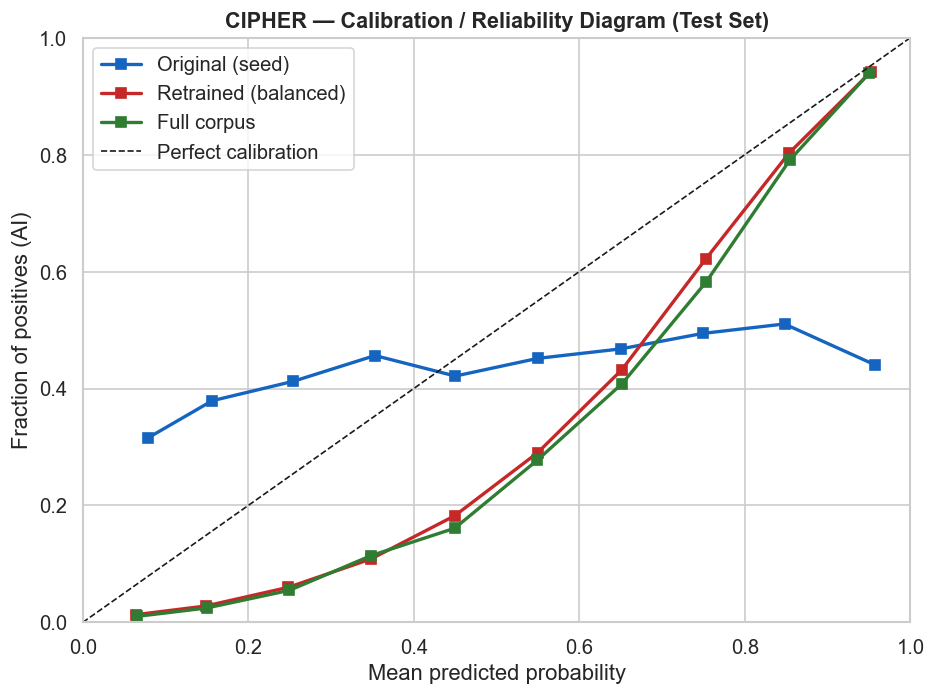 CIPHER — Calibration / Reliability Diagram (Test Set)
Original (seed)
Retrained (balanced)
Full corpus
Perfect calibration
Fraction of positives (AI)
1.0
0.8
0.6
0.4
0.2
0.0
0.0 0.2 0.4 0.6 0.8 1.0
Mean predicted probability